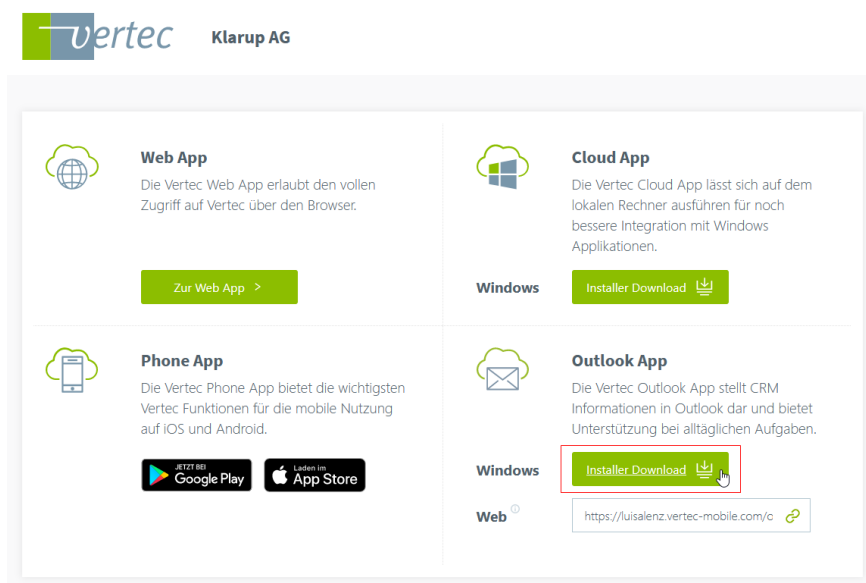 vertec
Klarup AG
Web App
Die Vertec Web App erlaubt den vollen
Zugriff auf Vertec über den Browser.
Zur Web App >
Cloud App
Die Vertec Cloud App lässt sich auf dem
lokalen Rechner ausführen für noch
bessere Integration mit Windows
Applikationen.
Windows
Installer Download
Phone App
Die Vertec Phone App bietet die wichtigsten
Vertec Funktionen für die mobile Nutzung
auf iOS und Android.
JETZT BEI
Google Play
Laden im
App Store
Outlook App
Die Vertec Outlook App stellt CRM
Informationen in Outlook dar und bietet
Unterstützung bei alltäglichen Aufgaben.
Windows
Installer Download
Web
https://luisalenz.vertec-mobile.com/o